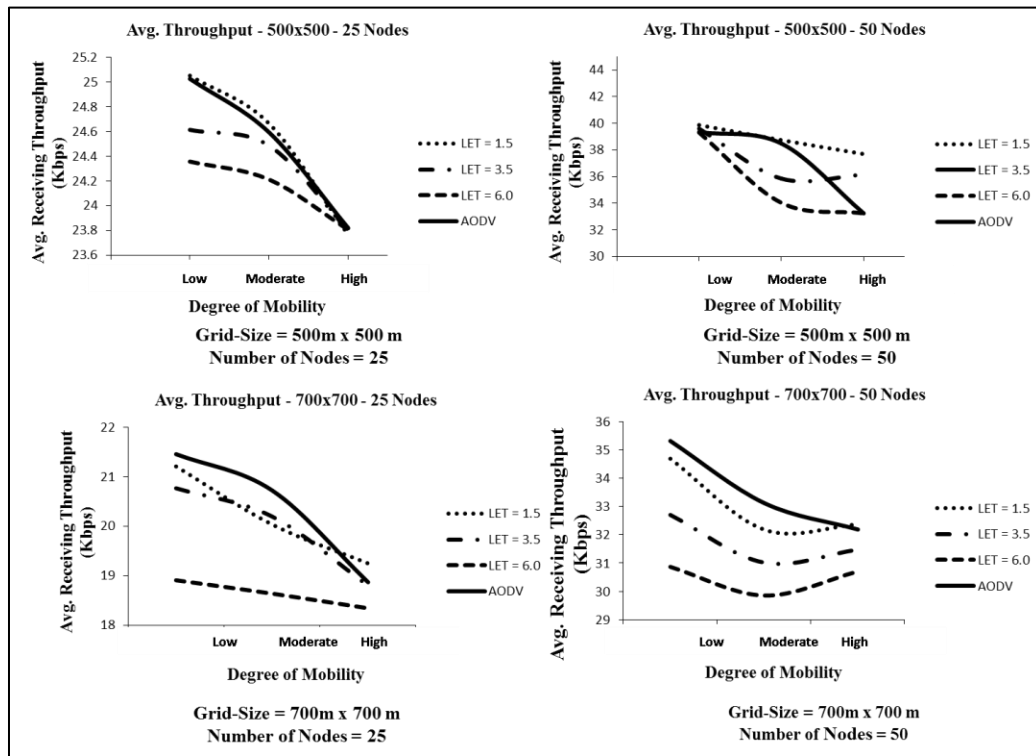 Avg. Throughput - 500x500 - 25 Nodes
Avg. Receiving Throughput
(Kbps)
25.2
25
24.8
24.6
24.4
24.2
24
23.8
23.6
Low Moderate High
Degree of Mobility
LET = 1.5
LET = 3.5
LET = 6.0
AODV
Grid-Size = 500m x 500 m
Number of Nodes = 25
Avg. Throughput - 500x500 - 50 Nodes
Avg. Receiving Throughput
(Kbps)
44
42
40
38
36
34
32
30
Low Moderate High
Degree of Mobility
LET = 1.5
LET = 3.5
LET = 6.0
AODV
Grid-Size = 500m x 500 m
Number of Nodes = 50
Avg. Throughput - 700x700 - 25 Nodes
Avg. Receiving Throughput
(Kbps)
22
21
20
19
18
Low Moderate High
Degree of Mobility
LET = 1.5
LET = 3.5
LET = 6.0
AODV
Grid-Size = 700m x 700 m
Number of Nodes = 25
Avg. Throughput - 700x700 - 50 Nodes
Avg. Receiving Throughput
(Kbps)
36
35
34
33
32
31
30
29
Low Moderate High
Degree of Mobility
LET = 1.5
LET = 3.5
LET = 6.0
AODV
Grid-Size = 700m x 700 m
Number of Nodes = 50